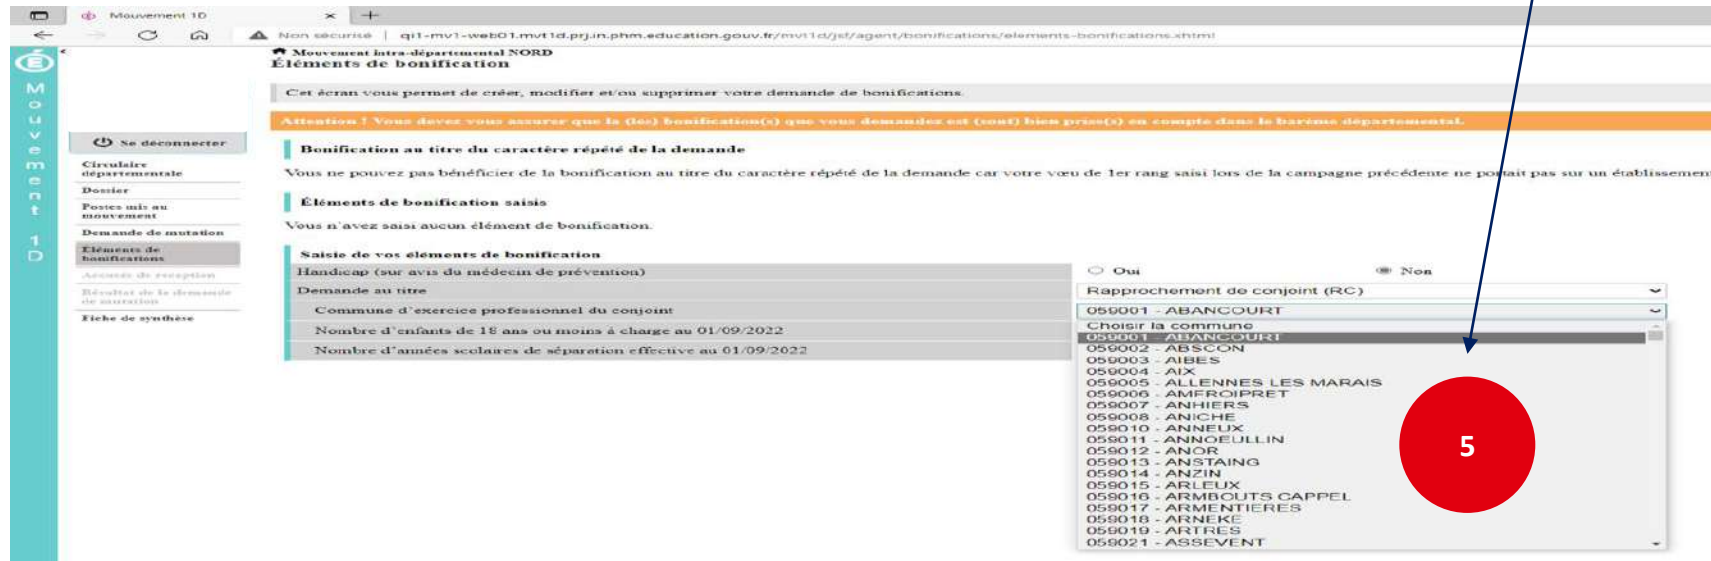 Mouvement 1D
Non sécurisé | qi1-mv1-web01.mvt1d.prj.in.phm.education.gouv.fr/mvt1d/jsf/agent/bonifications/elements-bonifications.xhtml
Mouvement 1D
Mouvement intra-départemental NORD
Éléments de bonification
Cet écran vous permet de créer, modifier et/ou supprimer votre demande de bonifications.
Attention ! Vous devez vous assurer que la (les) bonification(s) que vous demandez est (sont) bien prise(s) en compte dans le barème départemental.
Se déconnecter
Circulaire
départementale
Dossier
Postes mis au
mouvement
Demande de mutation
Éléments de
bonifications
Accusés de réception
Résultat de la demande
de mutation
Fiche de synthèse
Bonification au titre du caractère répété de la demande
Vous ne pouvez pas bénéficier de la bonification au titre du caractère répété de la demande car votre vœu de 1er rang saisi lors de la campagne précédente ne portait pas sur un établissement
Éléments de bonification saisis
Vous n'avez saisi aucun élément de bonification.
Saisie de vos éléments de bonification
Handicap (sur avis du médecin de prévention)
Oui
Non
Demande au titre
Rapprochement de conjoint (RC)
Commune d'exercice professionnel du conjoint
059001 - ABANCOURT
Nombre d'enfants de 18 ans ou moins à charge au 01/09/2022
Nombre d'années scolaires de séparation effective au 01/09/2022
Choisir la commune
059001 - ABANCOURT
059002 - ABSCON
059003 - AIBES
059004 - AIX
059005 - ALLENNES LES MARAIS
059006 - AMFROIPRET
059007 - ANHIERS
059008 - ANICHE
059010 - ANNEUX
059011 - ANNOEULLIN
059012 - ANOR
059013 - ANSTAING
059014 - ANZIN
059015 - ARLEUX
059016 - ARMBOUTS CAPPEL
059017 - ARMENTIERES
059018 - ARNEKE
059019 - ARTRES
059021 - ASSEVENT
5